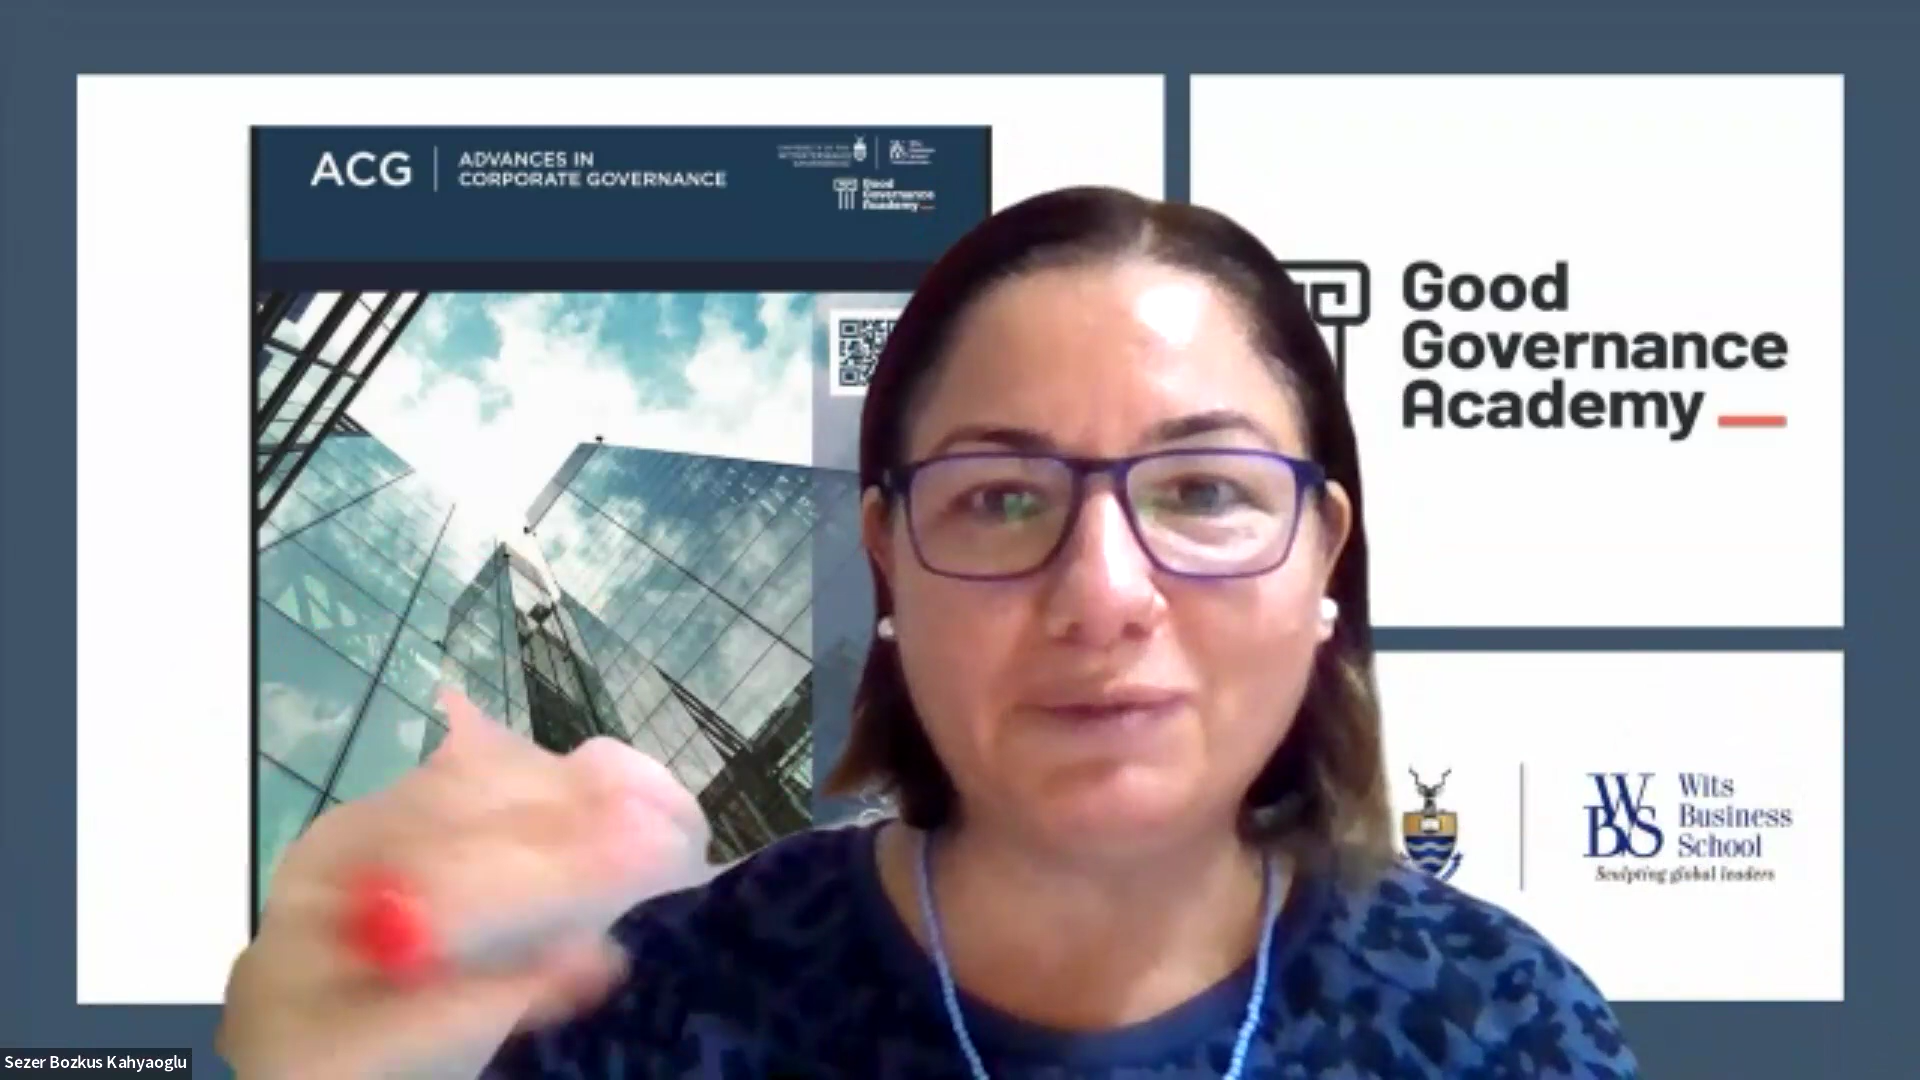 ACG
ADVANCES IN
CORPORATE GOVERNANCE
Good
Governance
Academy
Good
Governance
Academy
WBS
Wits
Business
School
Sculpting global leaders
Sezer Bozkus Kahyaoglu